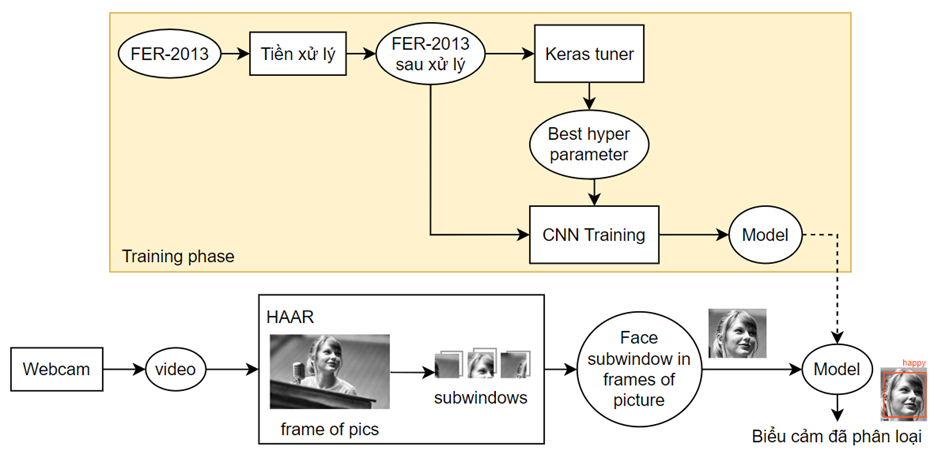 FER-2013
Tiền xử lý
FER-2013
sau xử lý
Keras tuner
Best hyper
parameter
CNN Training
Model
Training phase
HAAR
Webcam
video
frame of pics
subwindows
Face
subwindow in
frames of
picture
Model
happy
Biểu cảm đã phân loại